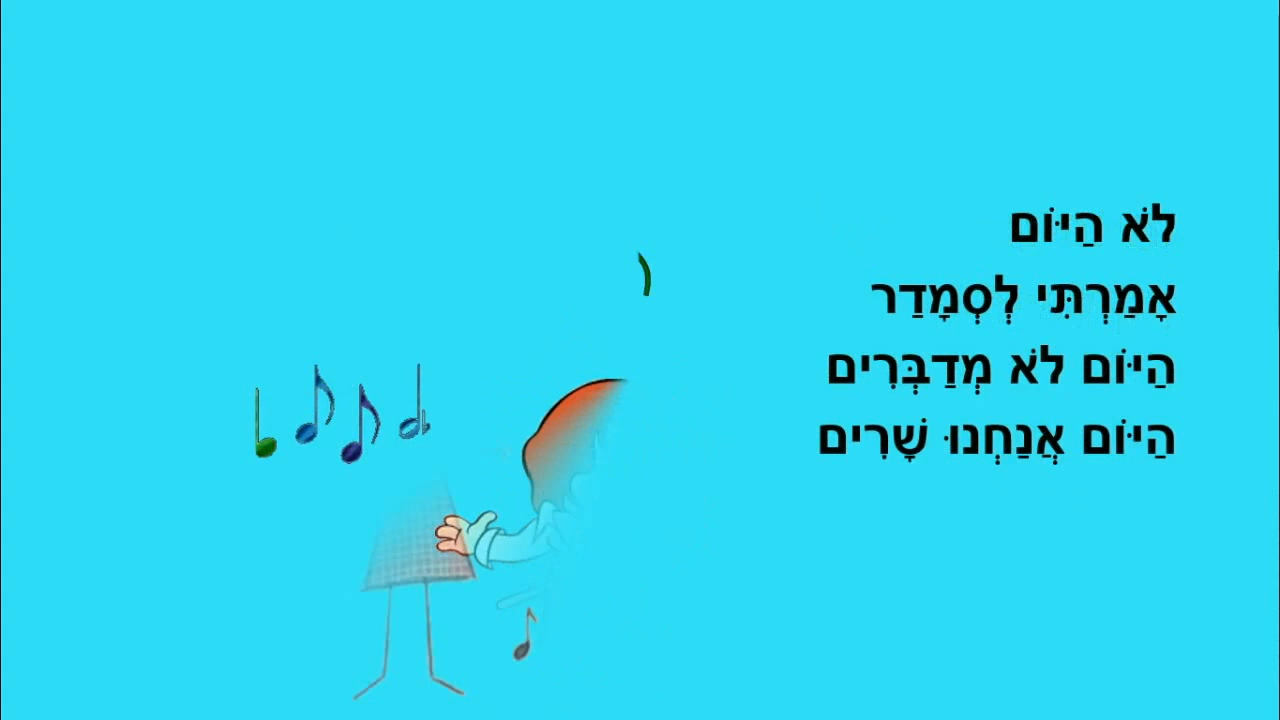 לֹא הַיּוֹם
אָמַרְתִּי לְסְמָדַר
הַיּוֹם לֹא מְדַבְּרִים
הַיּוֹם אֲנַחְנוּ שָׁרִים